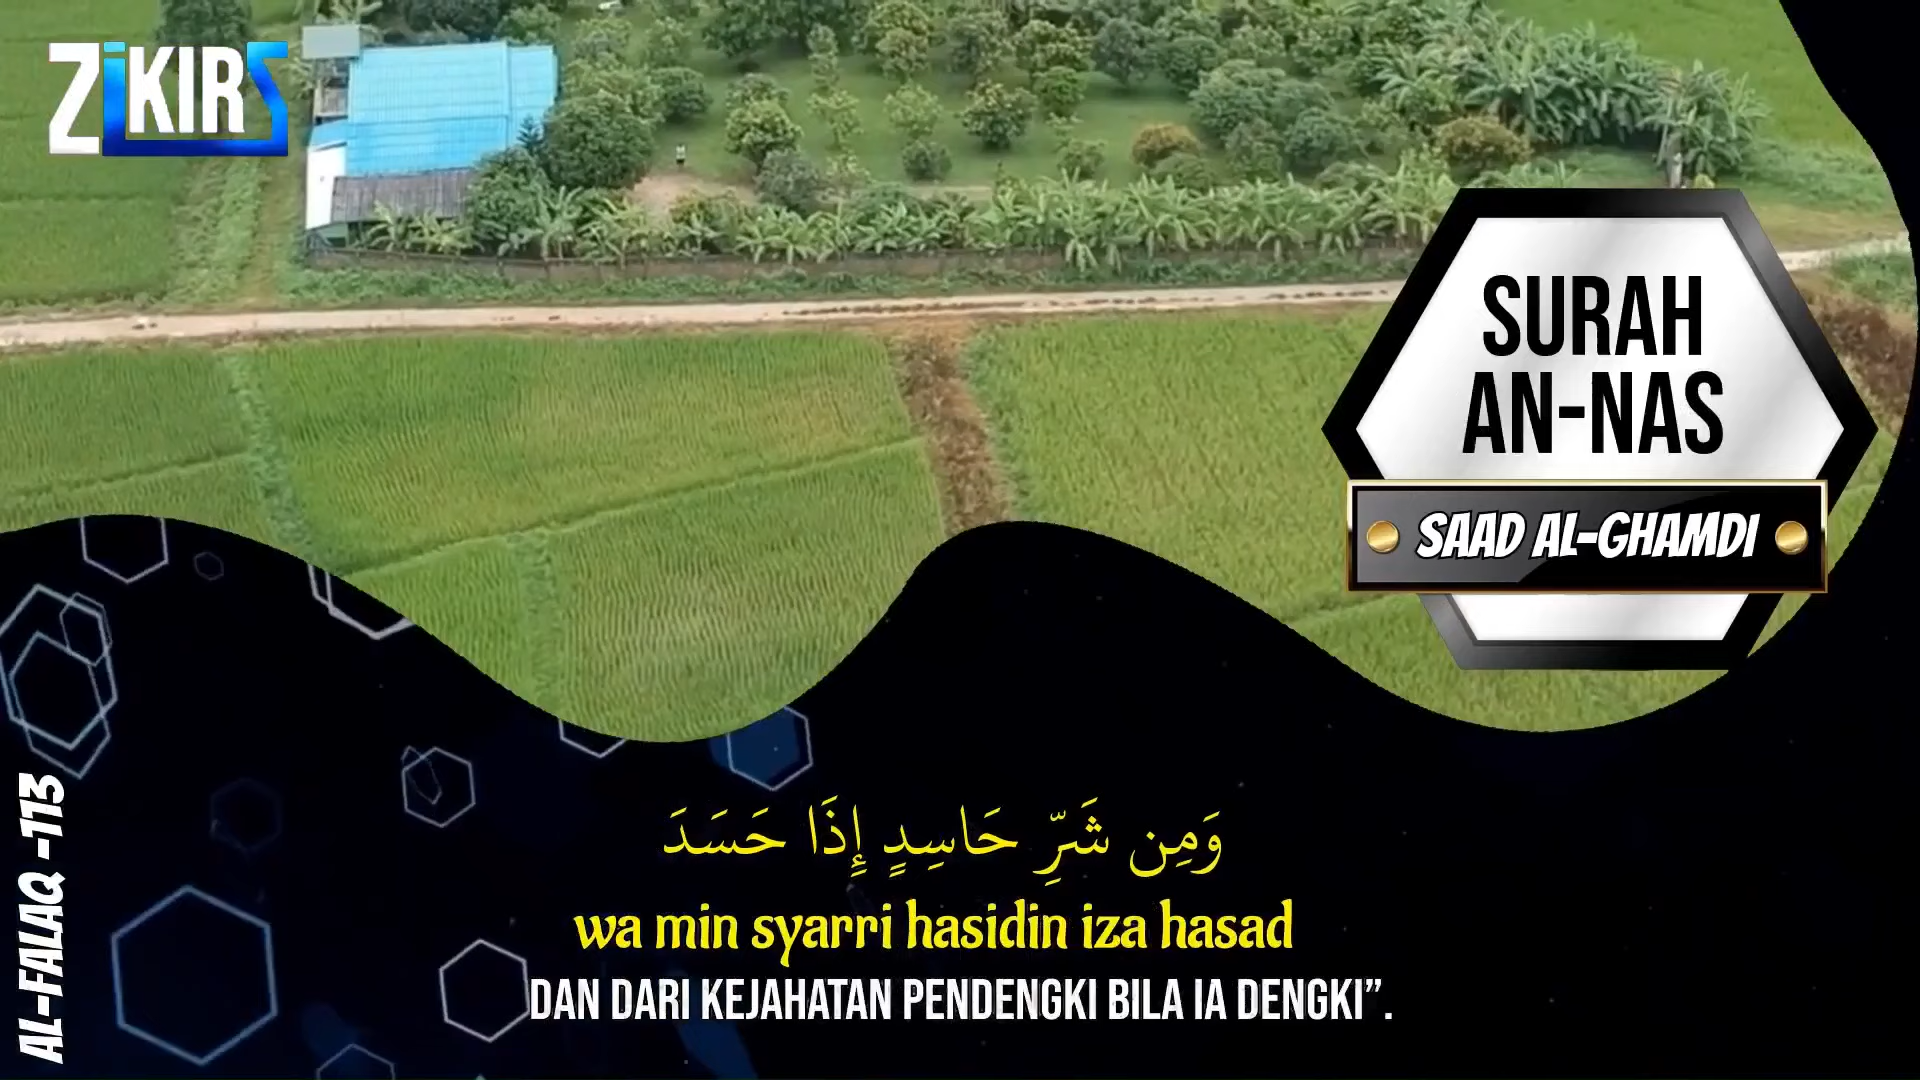 ZiKIRS
SURAH
AN-NAS
SAAD AL-GHAMDI
AL-FALAQ -113
وَمِن شَرِّ حَاسِدٍ إِذَا حَسَدَ
wa min syarri hasidin iza hasad
DAN DARI KEJAHATAN PENDENGKI BILA IA DENGKI”.